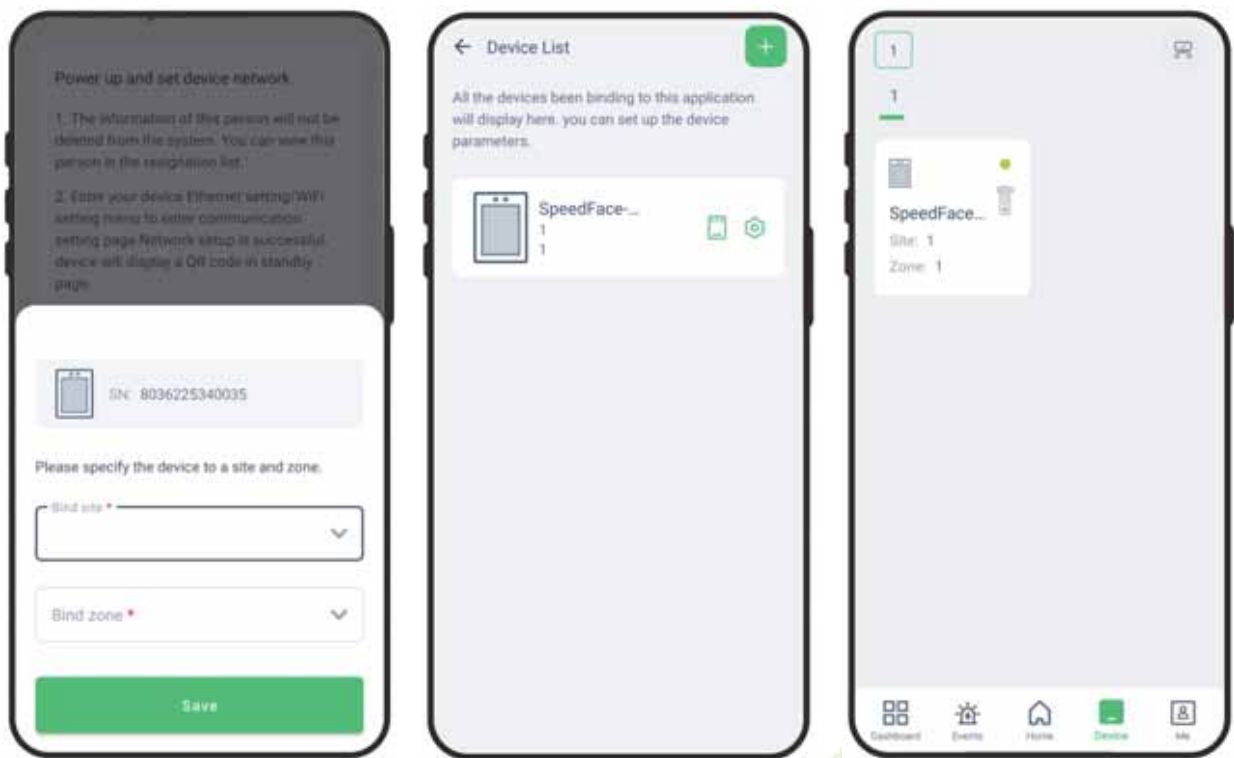 Power up and set device network
1. The information of this person will not be
deleted from the system. You can view this
person in the resignation list.
2. Enter your device Ethernet setting/WiFi
setting menu to enter communication
setting page Network setup is successful,
device will display a QR code in standby
page.
SN: 8036225340035
Please specify the device to a site and zone.
Bind site *
Bind zone *
Save
Device List
All the devices been binding to this application
will display here. you can set up the device
parameters.
SpeedFace-...
1
1
1
1
SpeedFace...
Site: 1
Zone: 1
Dashboard
Events
Home
Device
Me